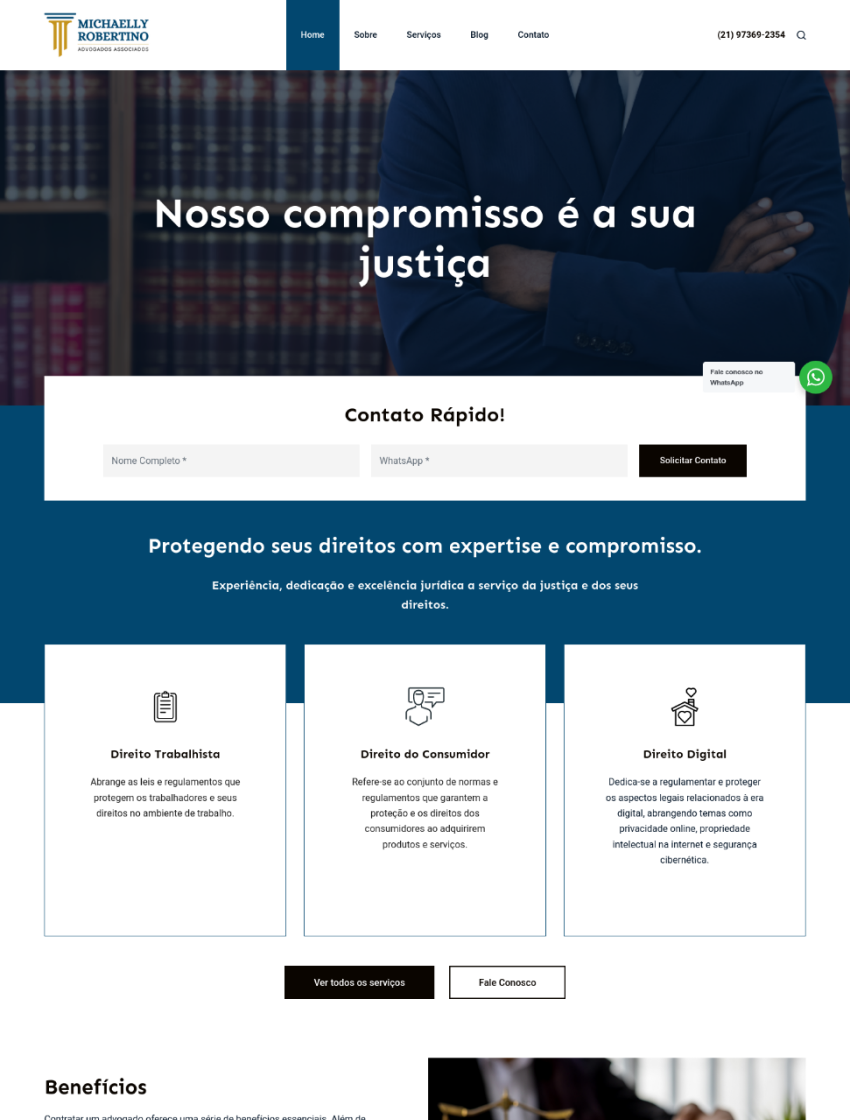 MICHAELLY
ROBERTINO
ADVOGADOS ASSOCIADOS
Home
Sobre
Serviços
Blog
Contato
(21) 97369-2354
Nosso compromisso é a sua
justiça
Fale conosco no
WhatsApp
Contato Rápido!
Nome Completo *
WhatsApp *
Solicitar Contato
Protegendo seus direitos com expertise e compromisso.
Experiência, dedicação e excelência jurídica a serviço da justiça e dos seus
direitos.
Direito Trabalhista
Abrange as leis e regulamentos que
protegem os trabalhadores e seus
direitos no ambiente de trabalho.
Direito do Consumidor
Refere-se ao conjunto de normas e
regulamentos que garantem a
proteção e os direitos dos
consumidores ao adquirirem
produtos e serviços.
Direito Digital
Dedica-se a regulamentar e proteger
os aspectos legais relacionados à era
digital, abrangendo temas como
privacidade online, propriedade
intelectual na internet e segurança
cibernética.
Ver todos os serviços
Fale Conosco
Benefícios
Contratar um advogado oferece uma série de benefícios essenciais. Além de